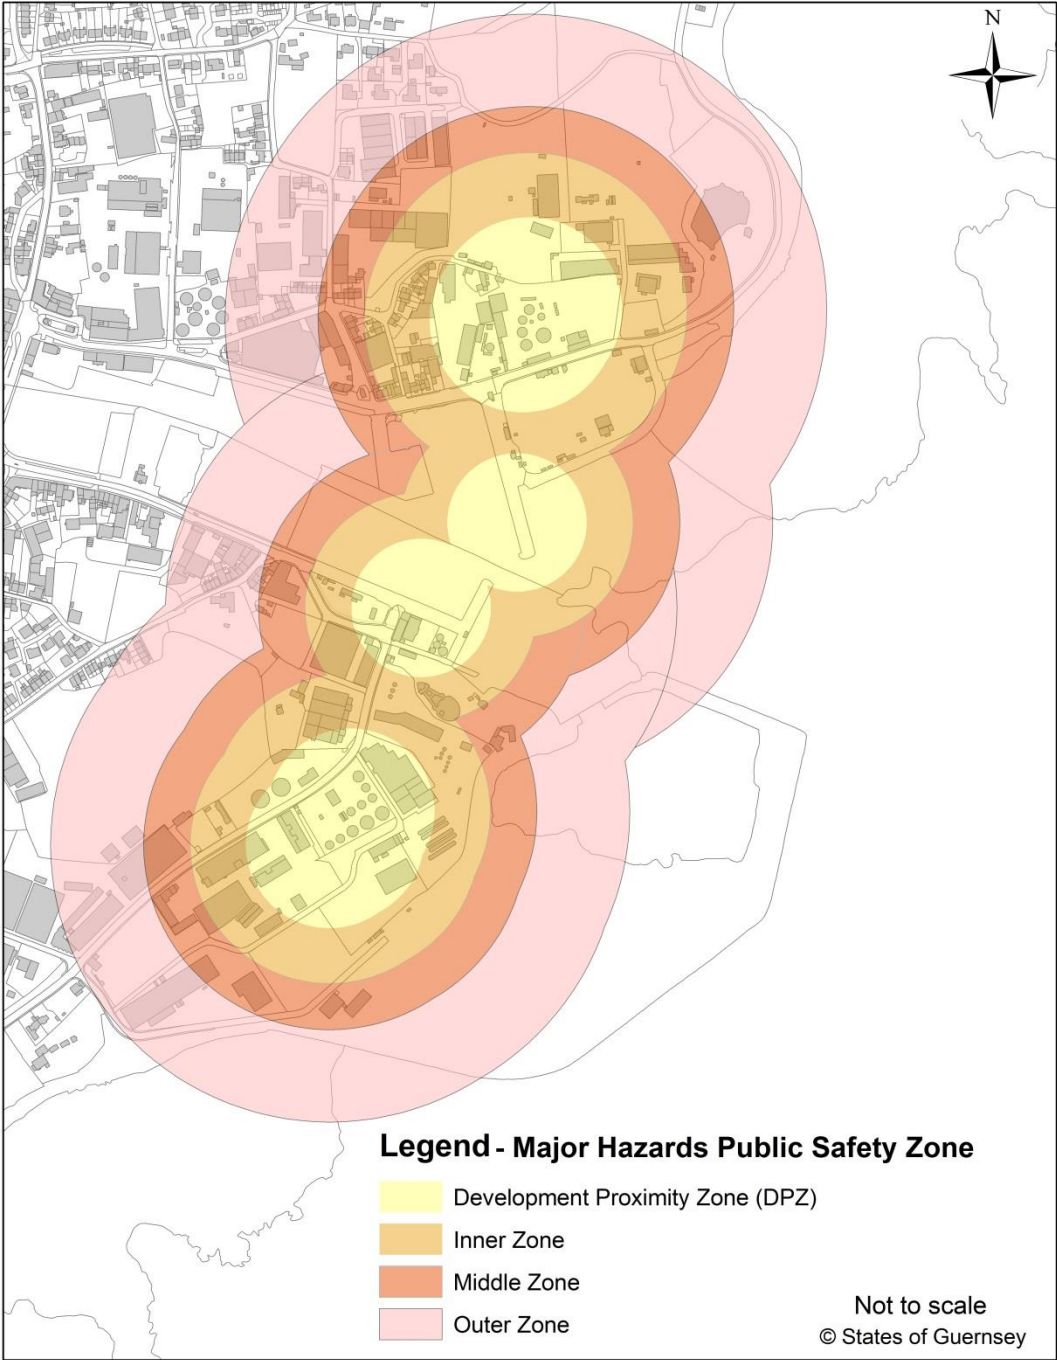 N
Legend - Major Hazards Public Safety Zone
Development Proximity Zone (DPZ)
Inner Zone
Middle Zone
Outer Zone
Not to scale
© States of Guernsey